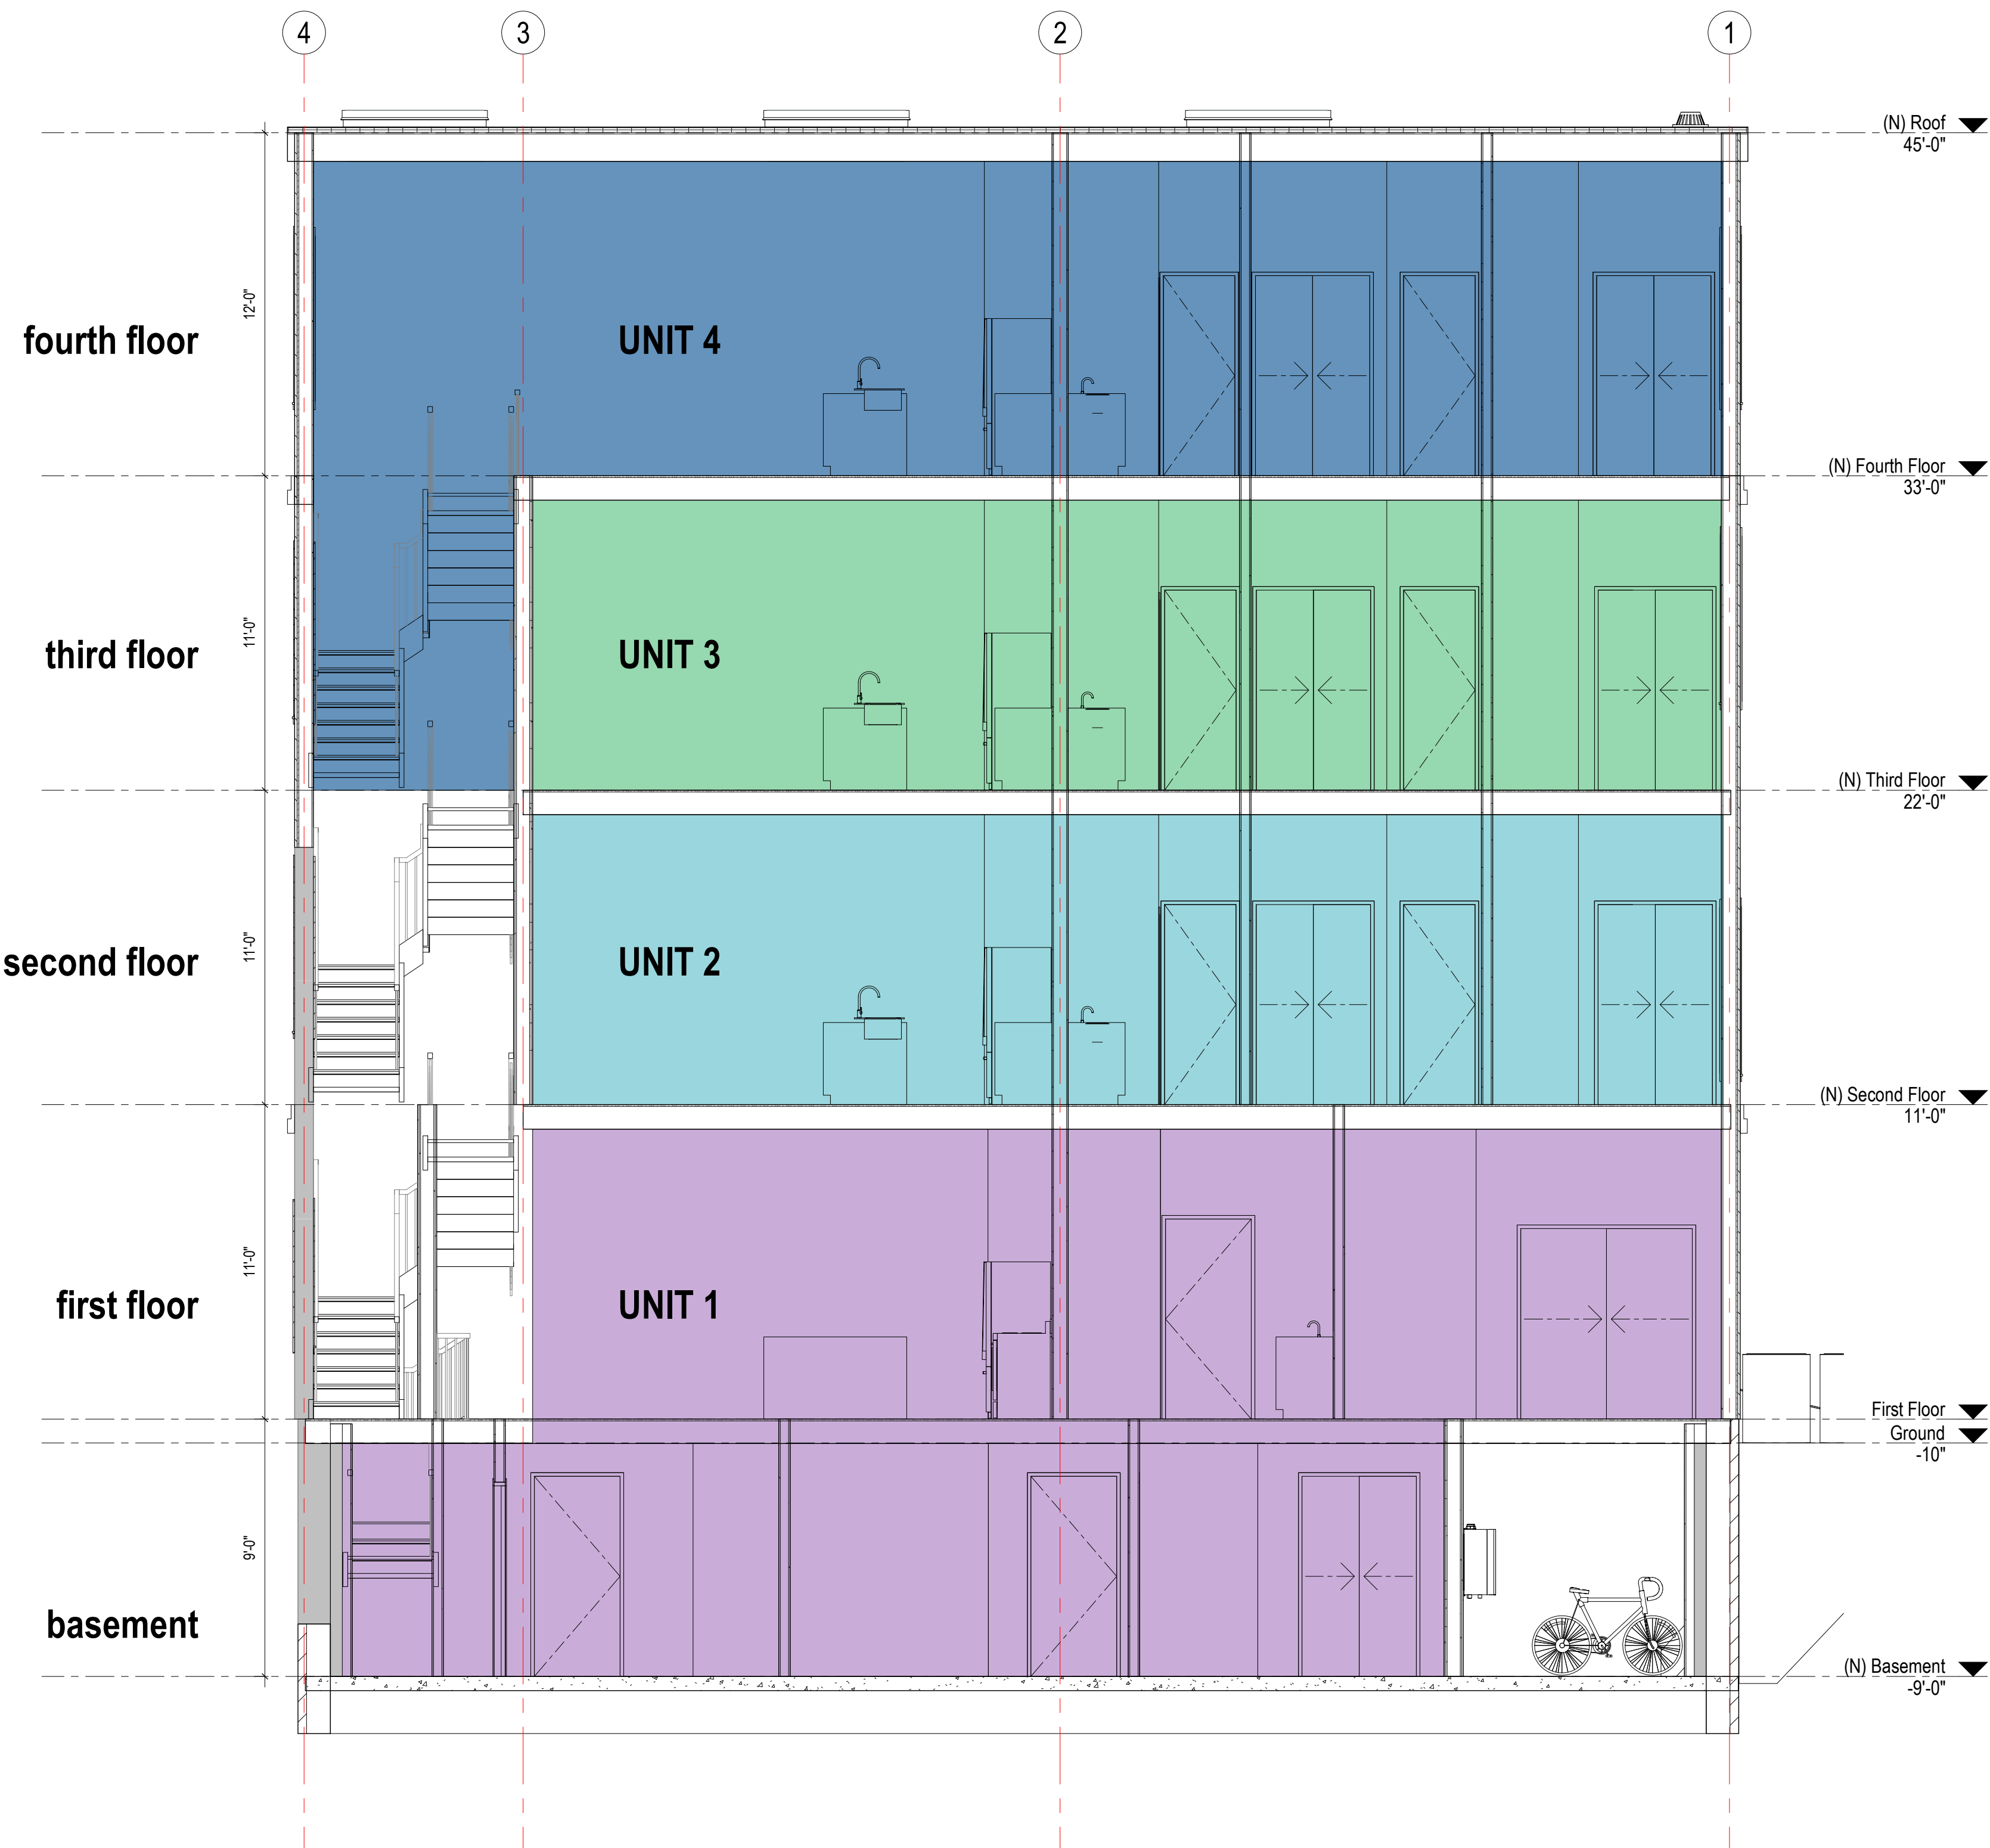 4
3
2
1
(N) Roof
45'-0"
12'-0"
fourth floor
UNIT 4
(N) Fourth Floor
33'-0"
11'-0"
third floor
UNIT 3
(N) Third Floor
22'-0"
11'-0"
second floor
UNIT 2
(N) Second Floor
11'-0"
11'-0"
first floor
UNIT 1
First Floor
Ground
-10"
9'-0"
basement
(N) Basement
-9'-0"